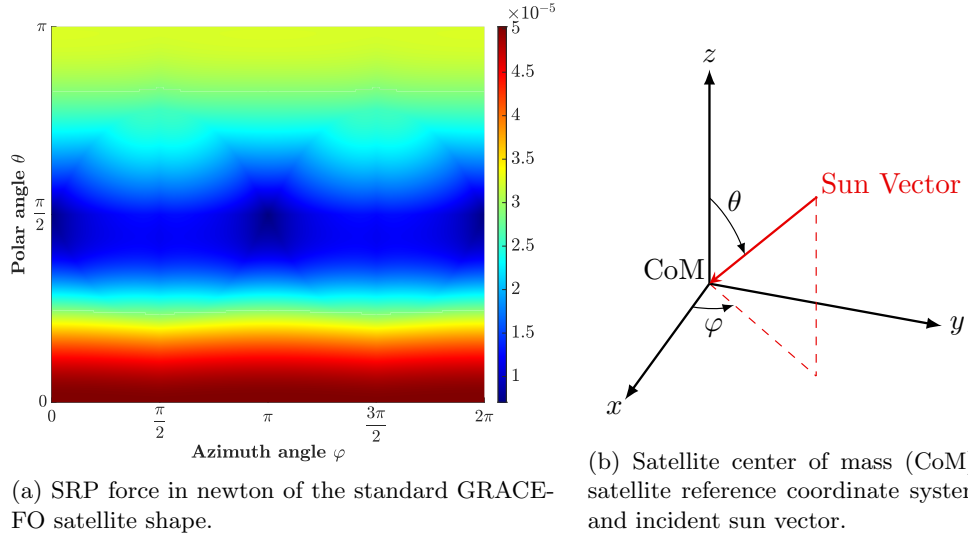 ×10⁻⁵
π
5
4.5
4
3.5
3
2.5
2
1.5
1
Polar angle θ
π/2
0
0
π/2
π
3π/2
2π
Azimuth angle φ
(a) SRP force in newton of the standard GRACE-
FO satellite shape.
z
Sun Vector
θ
CoM
φ
y
x
(b) Satellite center of mass (CoM)
satellite reference coordinate system
and incident sun vector.